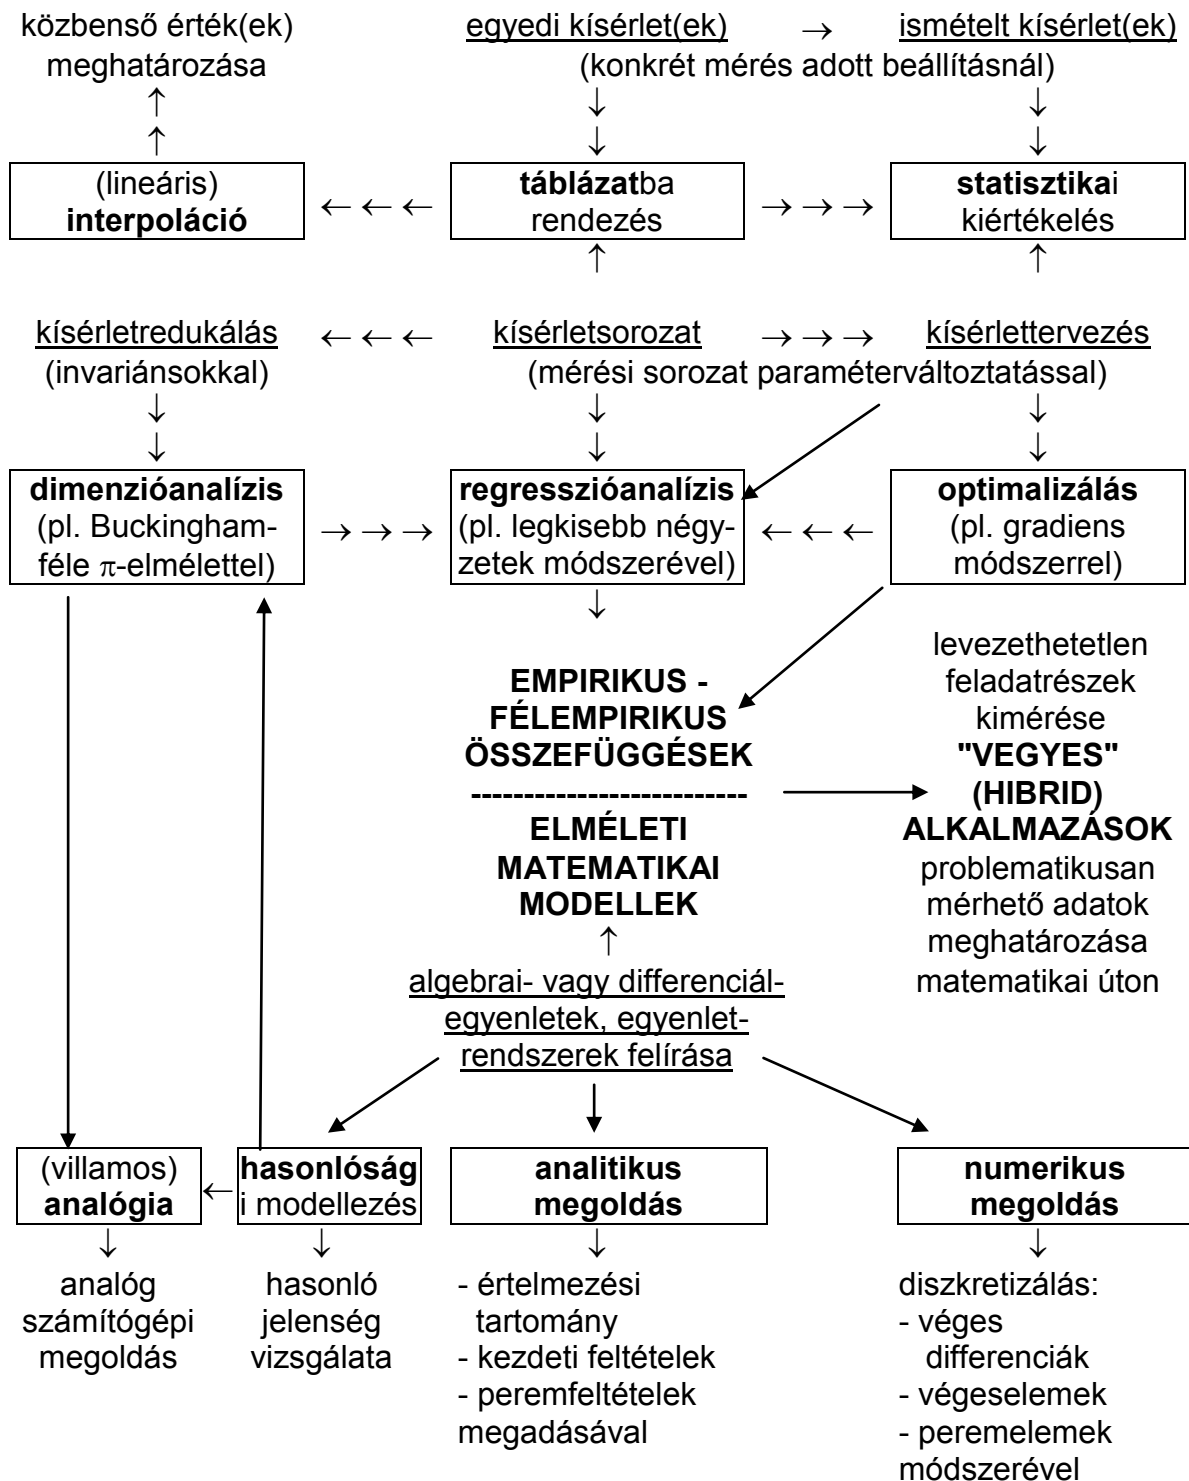 közbenső érték(ek)
meghatározása
egyedi kísérlet(ek) → ismételt kísérlet(ek)
(konkrét mérés adott beállításnál)
↑ ↓ ↓
↑ ↓ ↓
(lineáris)
interpoláció
← ← ←
táblázatba
rendezés
→ → →
statisztikai
kiértékelés
↑ ↑
kísérletredukálás ← ← ← kísérletsorozat → → → kísérlettervezés
(invariánsokkal) (mérési sorozat paraméterváltoztatással)
↓ ↓ ↓
↓ ↓ ↓
dimenzióanalízis
(pl. Buckingham-
féle π-elmélettel)
→ → →
regresszióanalízis
(pl. legkisebb négy-
zetek módszerével)
← ← ←
optimalizálás
(pl. gradiens
módszerrel)
↓
EMPIRIKUS -
FÉLEMPIRIKUS
ÖSSZEFÜGGÉSEK
--------------------------
ELMÉLETI
MATEMATIKAI
MODELLEK
↑
levezethetetlen
feladatrészek
kimérése
"VEGYES"
(HIBRID)
ALKALMAZÁSOK
problematikusan
mérhető adatok
meghatározása
matematikai úton
algebrai- vagy differenciál-
egyenletek, egyenlet-
rendszerek felírása
(villamos)
analógia
←
hasonlóság
i modellezés
analitikus
megoldás
numerikus
megoldás
↓ ↓ ↓ ↓
analóg
számítógépi
megoldás
hasonló
jelenség
vizsgálata
- értelmezési
tartomány
- kezdeti feltételek
- peremfeltételek
megadásával
diszkretizálás:
- véges
differenciák
- végeselemek
- peremelemek
módszerével